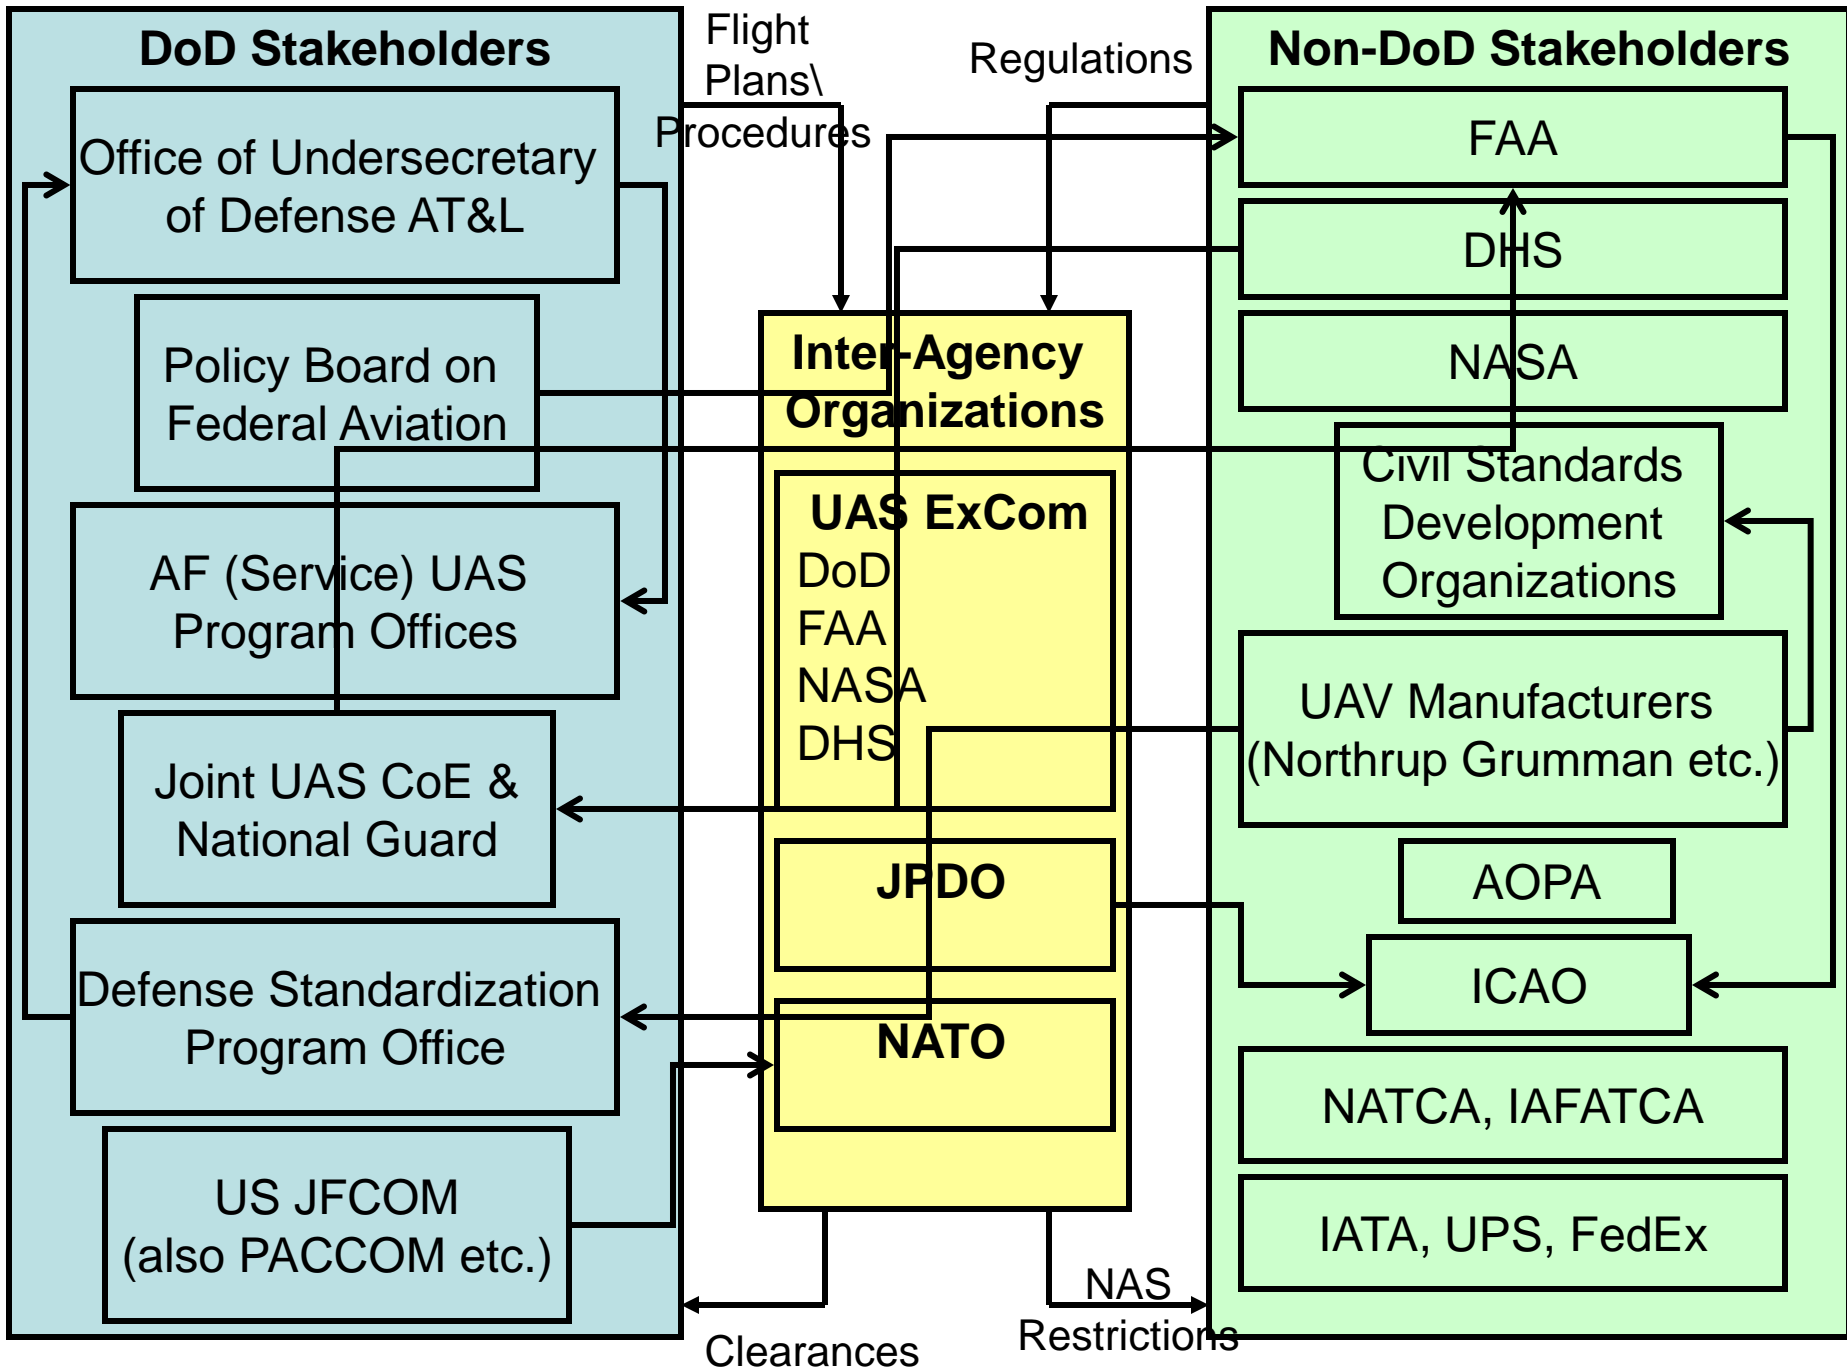 DoD Stakeholders
Office of Undersecretary
of Defense AT&L
Policy Board on
Federal Aviation
AF (Service) UAS
Program Offices
Joint UAS CoE &
National Guard
Defense Standardization
Program Office
US JFCOM
(also PACCOM etc.)
Flight
Plans\
Procedures
Regulations
Inter-Agency
Organizations
UAS ExCom
DoD
FAA
NASA
DHS
JPDO
NATO
Clearances
NAS
Restrictions
Non-DoD Stakeholders
FAA
DHS
NASA
Civil Standards
Development
Organizations
UAV Manufacturers
(Northrup Grumman etc.)
AOPA
ICAO
NATCA, IAFATCA
IATA, UPS, FedEx